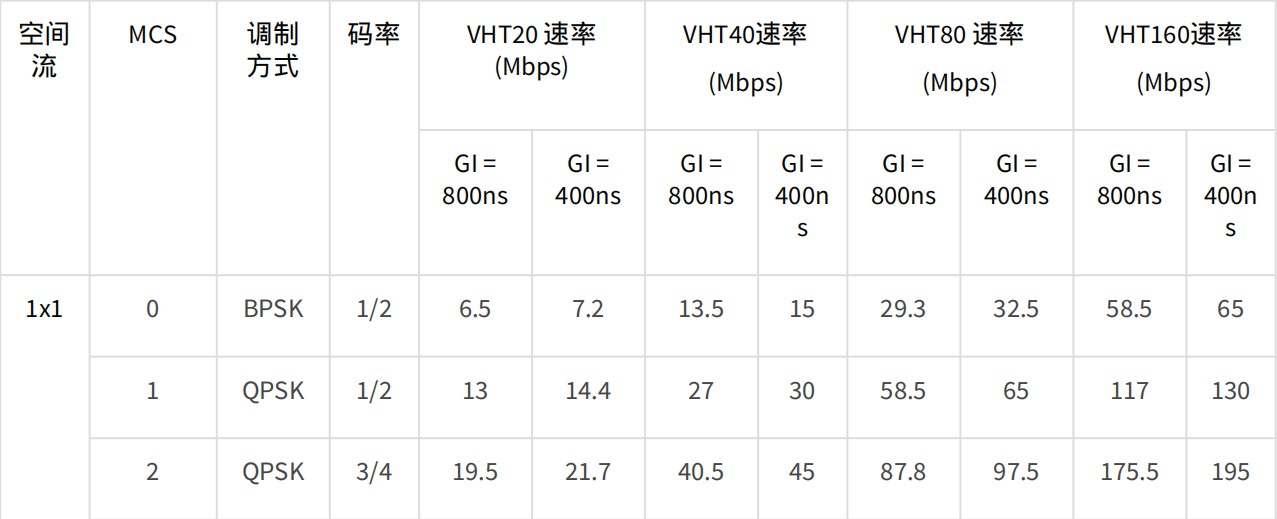 空间流 MCS 调制方式 码率 VHT20 速率 (Mbps) VHT40速率 (Mbps) VHT80 速率 (Mbps) VHT160速率 (Mbps)
GI = 800ns GI = 400ns GI = 800ns GI = 400ns GI = 800ns GI = 400ns GI = 800ns GI = 400ns
1x1 0 BPSK 1/2 6.5 7.2 13.5 15 29.3 32.5 58.5 65
1 QPSK 1/2 13 14.4 27 30 58.5 65 117 130
2 QPSK 3/4 19.5 21.7 40.5 45 87.8 97.5 175.5 195